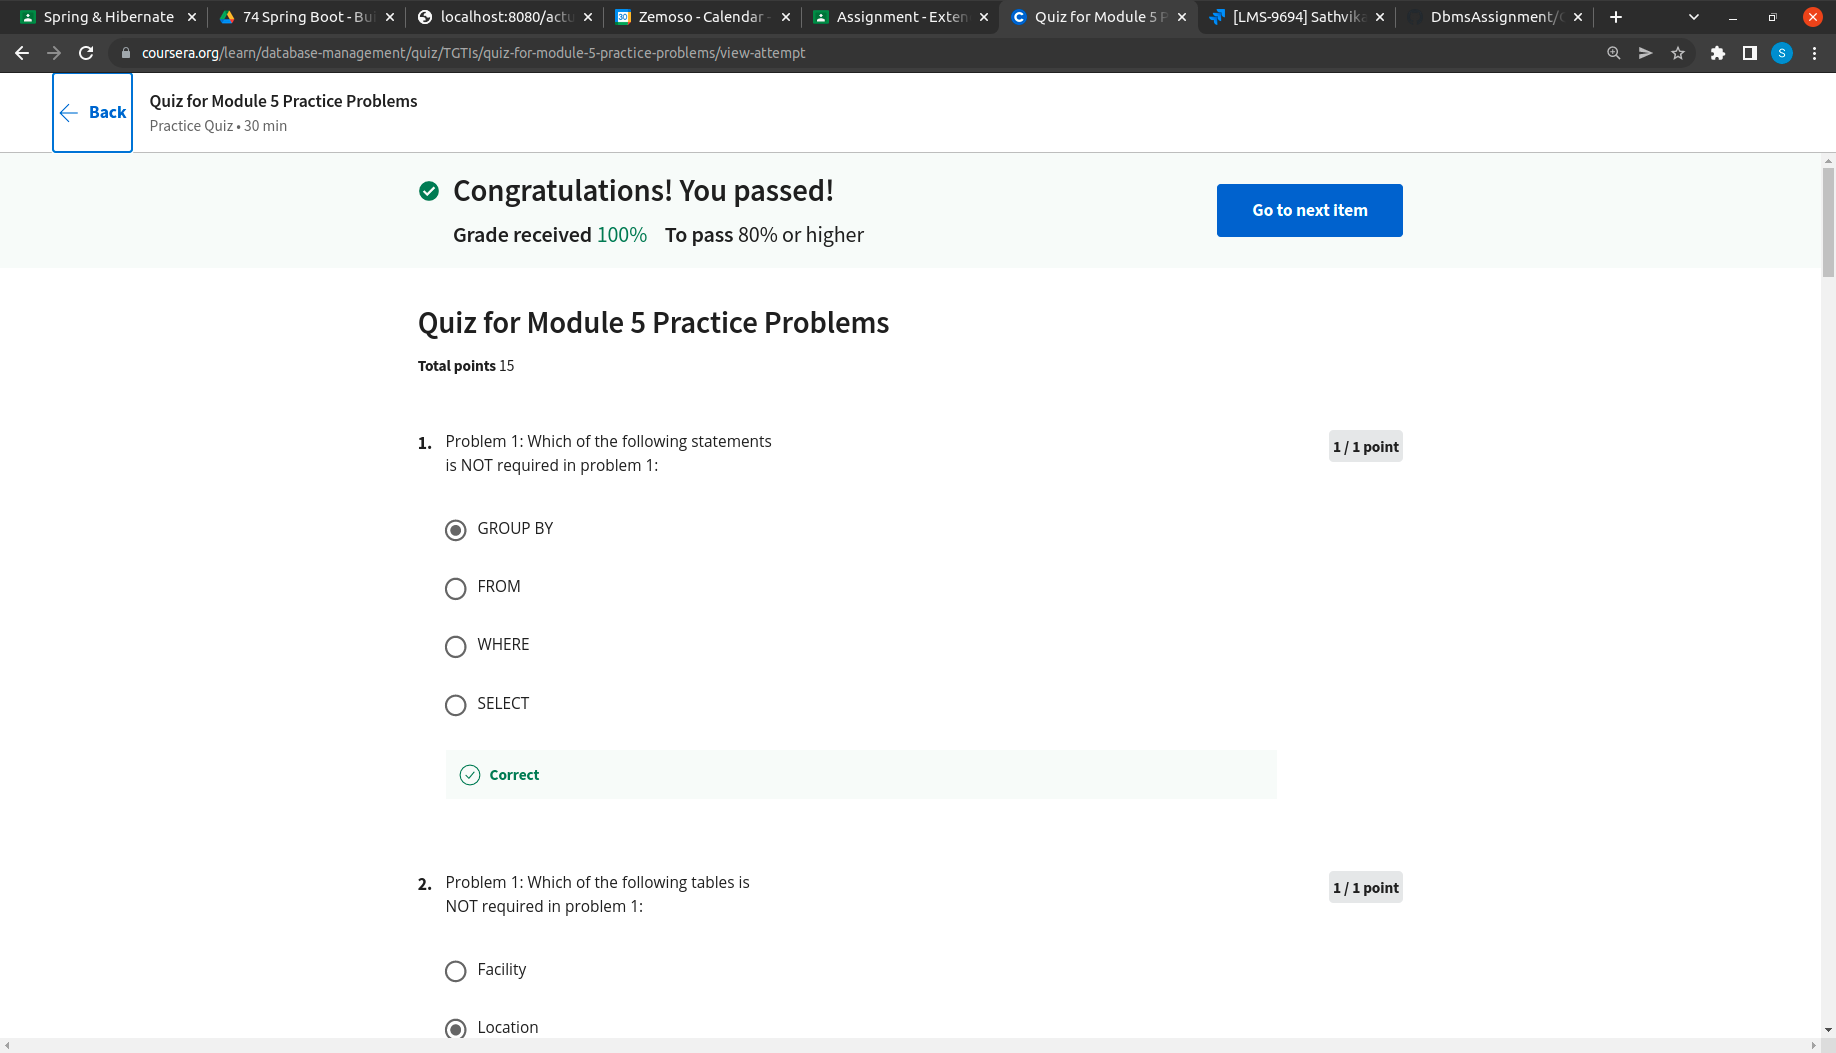 Spring & Hibernate
74 Spring Boot - Bui
localhost:8080/actu
Zemoso - Calendar -
Assignment - Exten
Quiz for Module 5 P
[LMS-9694] Sathvika
DbmsAssignment/
coursera.org/learn/database-management/quiz/TGTIs/quiz-for-module-5-practice-problems/view-attempt
S
Back
Quiz for Module 5 Practice Problems
Practice Quiz • 30 min
Congratulations! You passed!
Grade received 100% To pass 80% or higher
Go to next item
Quiz for Module 5 Practice Problems
Total points 15
1. Problem 1: Which of the following statements
is NOT required in problem 1:
1 / 1 point
GROUP BY
FROM
WHERE
SELECT
Correct
2. Problem 1: Which of the following tables is
NOT required in problem 1:
1 / 1 point
Facility
Location